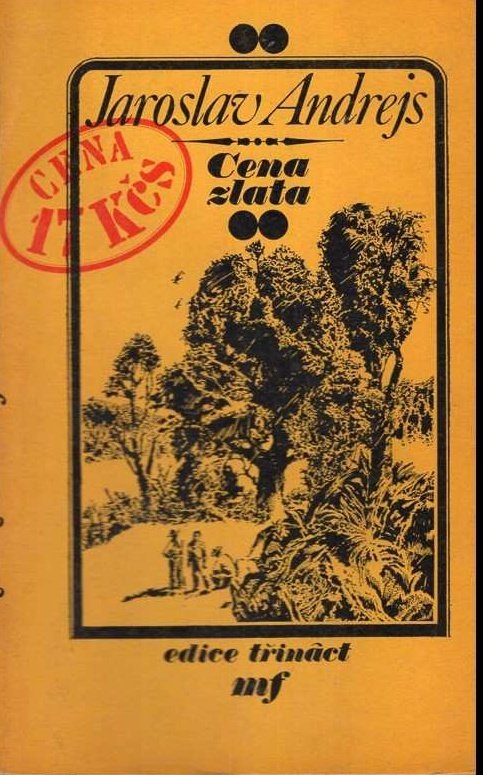 Jaroslav Andrejs
Cena
zlata
CENA
17 Kčs
edice třináct
mf